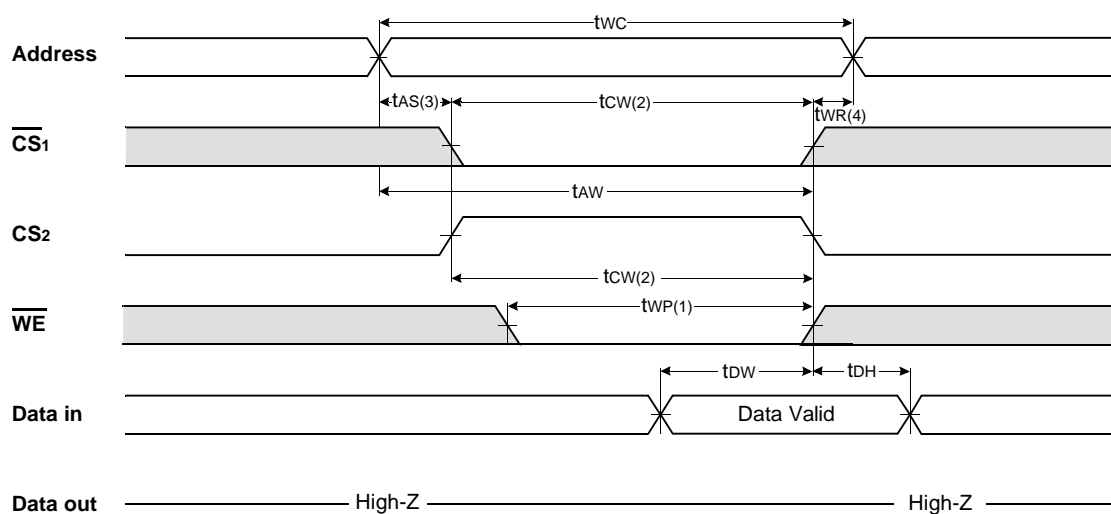 tWC
Address
tAS(3) tCW(2) tWR(4)
CS1
tAW
CS2
tCW(2)
WE tWP(1)
tDW tDH
Data in Data Valid
Data out High-Z High-Z